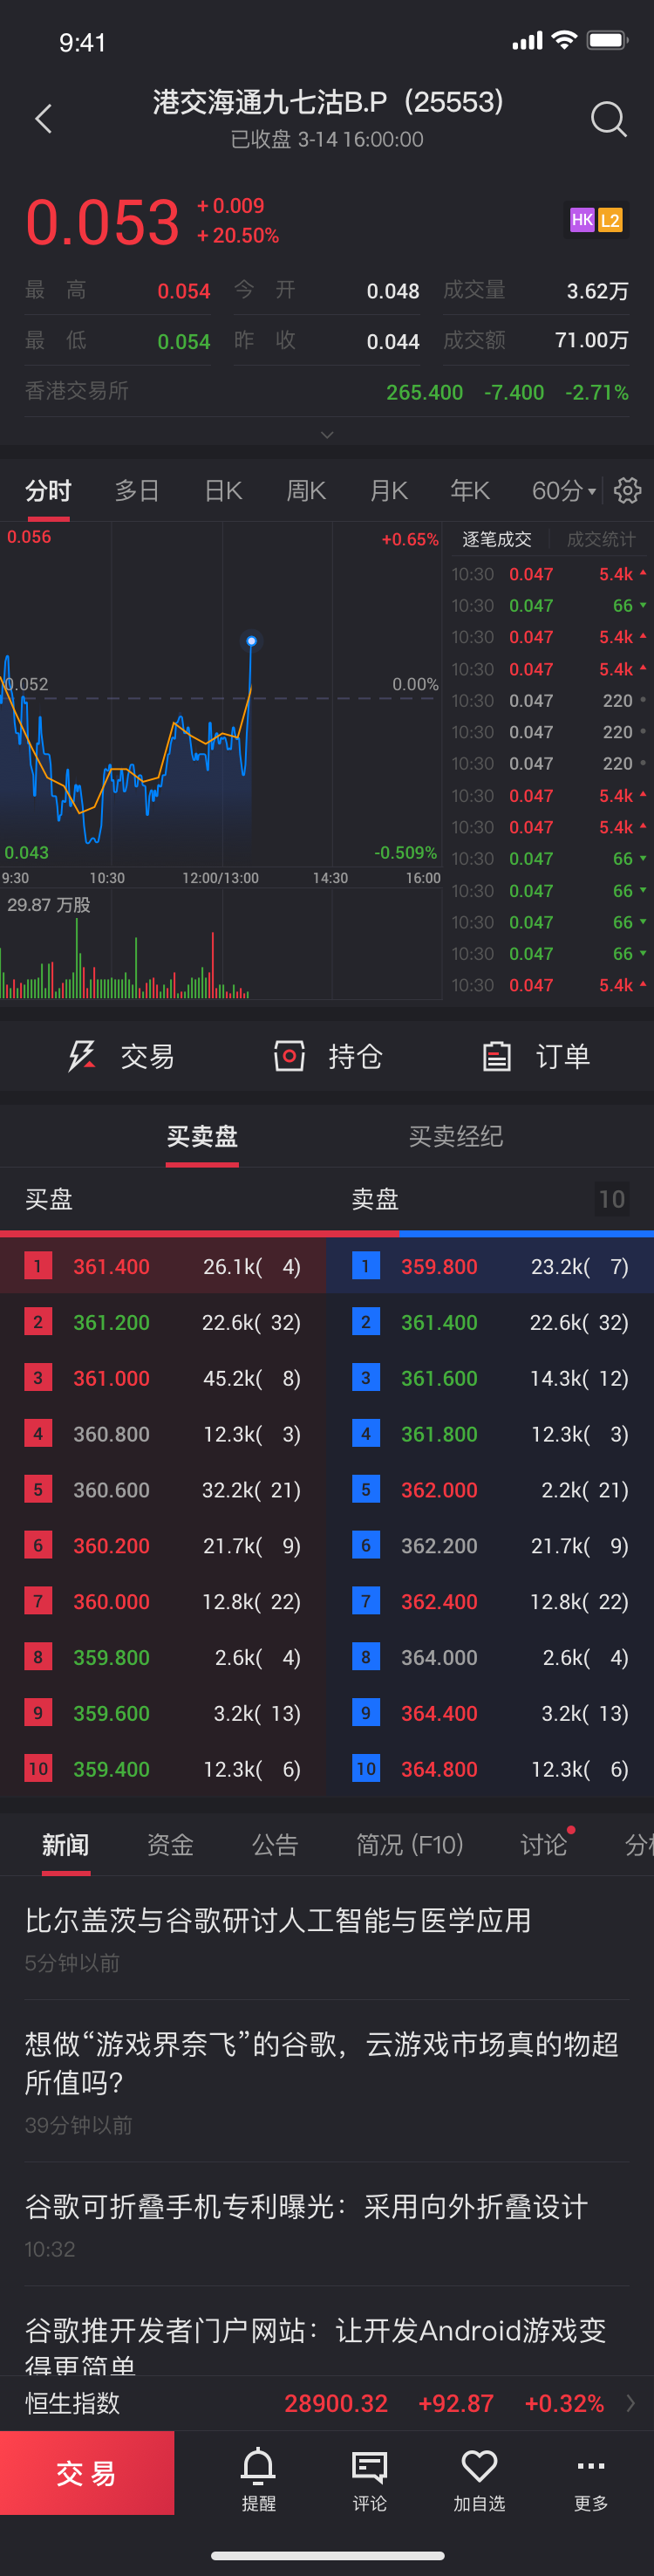 9:41
港交海通九七沽B.P（25553）
已收盘 3-14 16:00:00
0.053
+ 0.009
+ 20.50%
HK L2
最 高 0.054 今 开 0.048 成交量 3.62万
最 低 0.054 昨 收 0.044 成交额 71.00万
香港交易所 265.400 -7.400 -2.71%
分时 多日 日K 周K 月K 年K 60分
0.056 +0.65%
0.052 0.00%
0.043 -0.509%
9:30 10:30 12:00/13:00 14:30 16:00
29.87 万股
逐笔成交 成交统计
10:30 0.047 5.4k
10:30 0.047 66
10:30 0.047 5.4k
10:30 0.047 5.4k
10:30 0.047 220
10:30 0.047 220
10:30 0.047 220
10:30 0.047 5.4k
10:30 0.047 5.4k
10:30 0.047 66
10:30 0.047 66
10:30 0.047 66
10:30 0.047 66
10:30 0.047 5.4k
交易 持仓 订单
买卖盘 买卖经纪
买盘 卖盘 10
1 361.400 26.1k( 4) 1 359.800 23.2k( 7)
2 361.200 22.6k( 32) 2 361.400 22.6k( 32)
3 361.000 45.2k( 8) 3 361.600 14.3k( 12)
4 360.800 12.3k( 3) 4 361.800 12.3k( 3)
5 360.600 32.2k( 21) 5 362.000 2.2k( 21)
6 360.200 21.7k( 9) 6 362.200 21.7k( 9)
7 360.000 12.8k( 22) 7 362.400 12.8k( 22)
8 359.800 2.6k( 4) 8 364.000 2.6k( 4)
9 359.600 3.2k( 13) 9 364.400 3.2k( 13)
10 359.400 12.3k( 6) 10 364.800 12.3k( 6)
新闻 资金 公告 简况 (F10) 讨论 分
比尔盖茨与谷歌研讨人工智能与医学应用
5分钟以前
想做“游戏界奈飞”的谷歌，云游戏市场真的物超
所值吗?
39分钟以前
谷歌可折叠手机专利曝光：采用向外折叠设计
10:32
谷歌推开发者门户网站：让开发Android游戏变
得更简单
恒生指数 28900.32 +92.87 +0.32%
交易 提醒 评论 加自选 更多